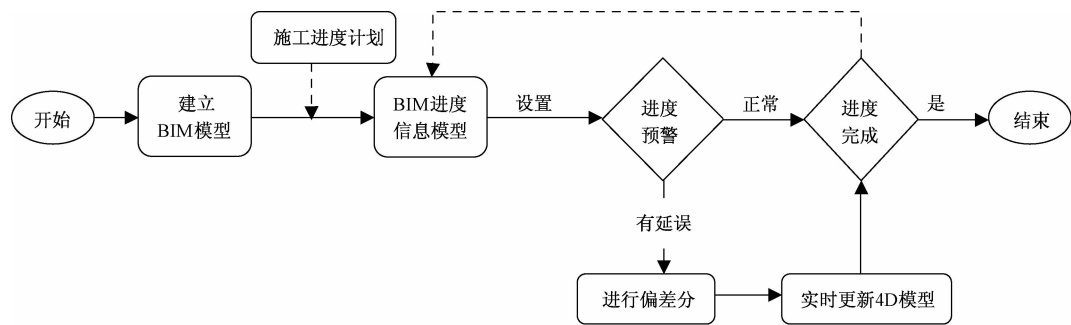 施工进度计划
开始
建立
BIM模型
BIM进度
信息模型
设置
进度
预警
正常
进度
完成
是
结束
有延误
进行偏差分
实时更新4D模型